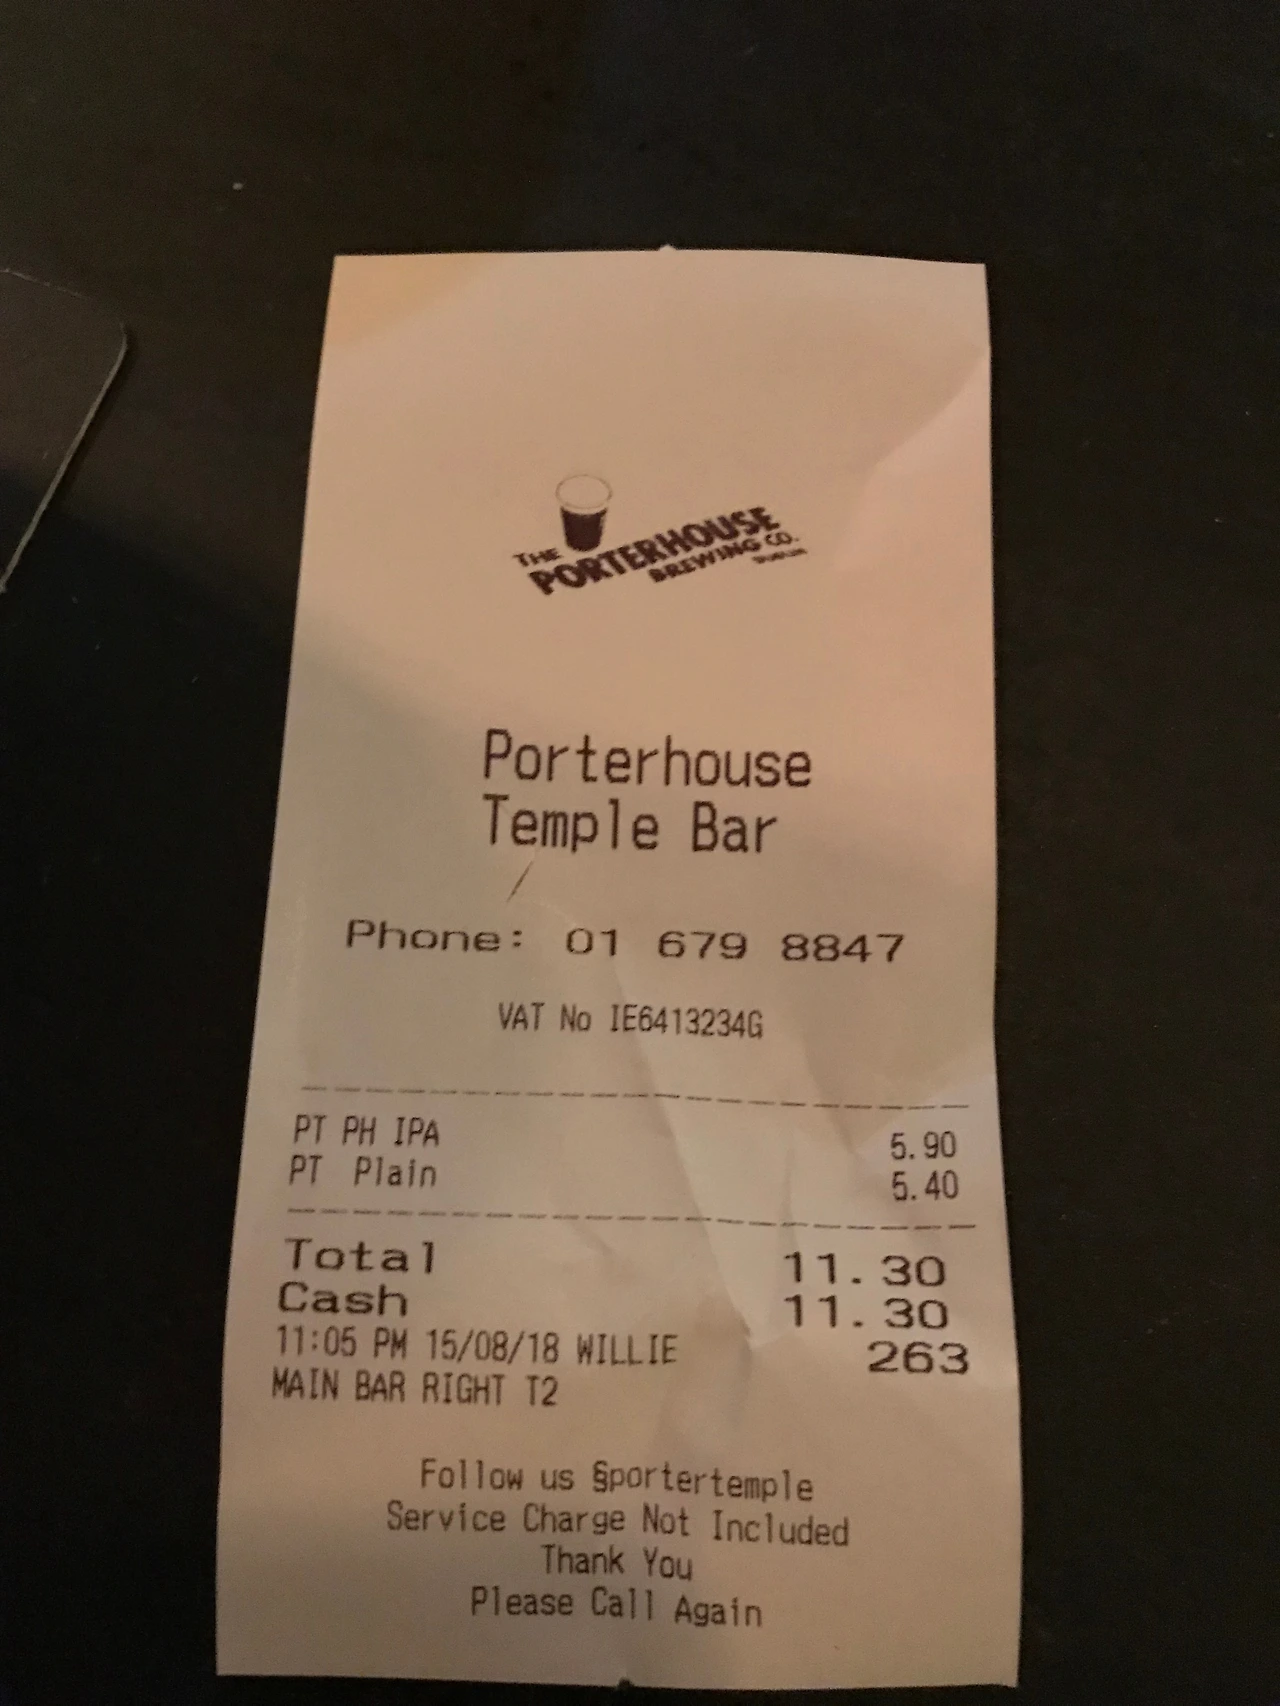 THE
PORTERHOUSE
BREWING CO.
DUBLIN
Porterhouse
Temple Bar
Phone: 01 679 8847
VAT No IE6413234G
PT PH IPA 5.90
PT Plain 5.40
Total 11.30
Cash 11.30
11:05 PM 15/08/18 WILLIE 263
MAIN BAR RIGHT T2
Follow us §portertemple
Service Charge Not Included
Thank You
Please Call Again